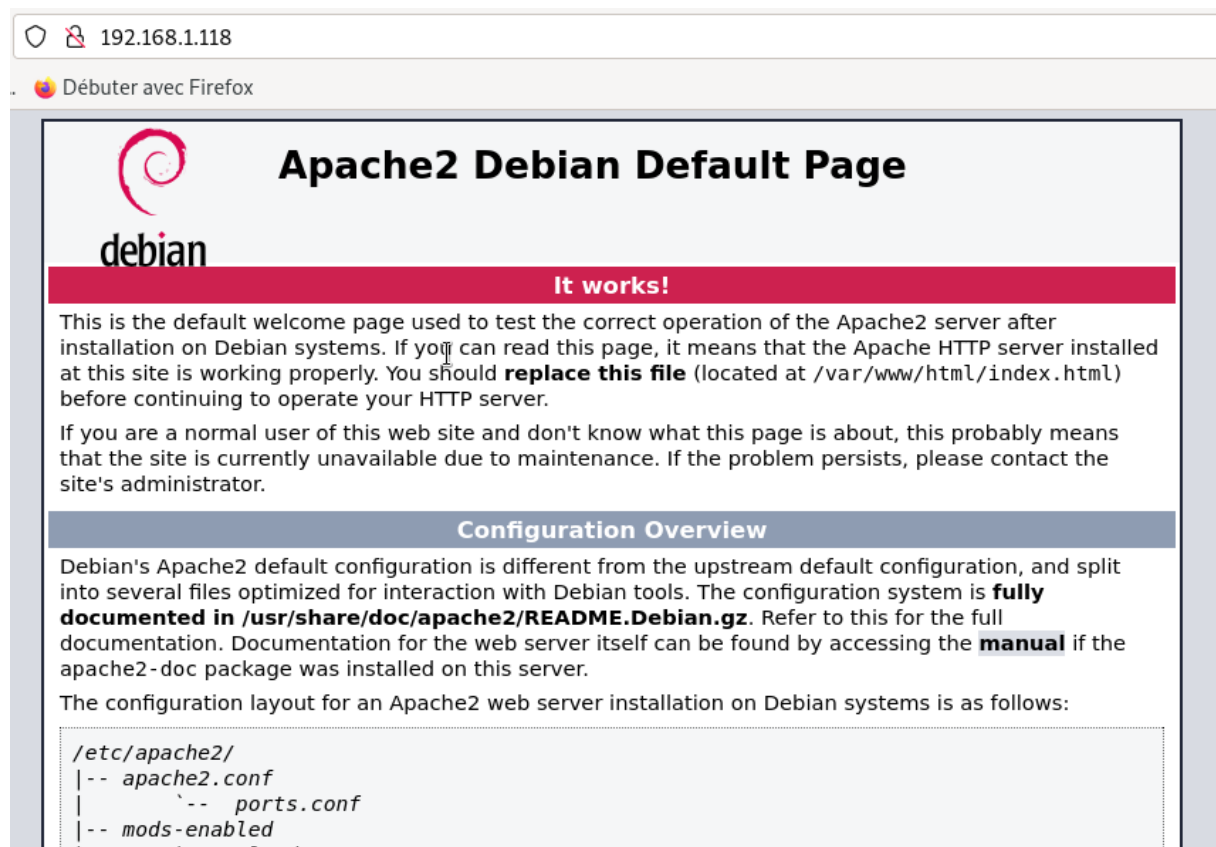 192.168.1.118
Débuter avec Firefox
debian
Apache2 Debian Default Page
It works!
This is the default welcome page used to test the correct operation of the Apache2 server after
installation on Debian systems. If you can read this page, it means that the Apache HTTP server installed
at this site is working properly. You should replace this file (located at /var/www/html/index.html)
before continuing to operate your HTTP server.
If you are a normal user of this web site and don't know what this page is about, this probably means
that the site is currently unavailable due to maintenance. If the problem persists, please contact the
site's administrator.
Configuration Overview
Debian's Apache2 default configuration is different from the upstream default configuration, and split
into several files optimized for interaction with Debian tools. The configuration system is fully
documented in /usr/share/doc/apache2/README.Debian.gz. Refer to this for the full
documentation. Documentation for the web server itself can be found by accessing the manual if the
apache2-doc package was installed on this server.
The configuration layout for an Apache2 web server installation on Debian systems is as follows:
/etc/apache2/
|-- apache2.conf
|       `--  ports.conf
|-- mods-enabled